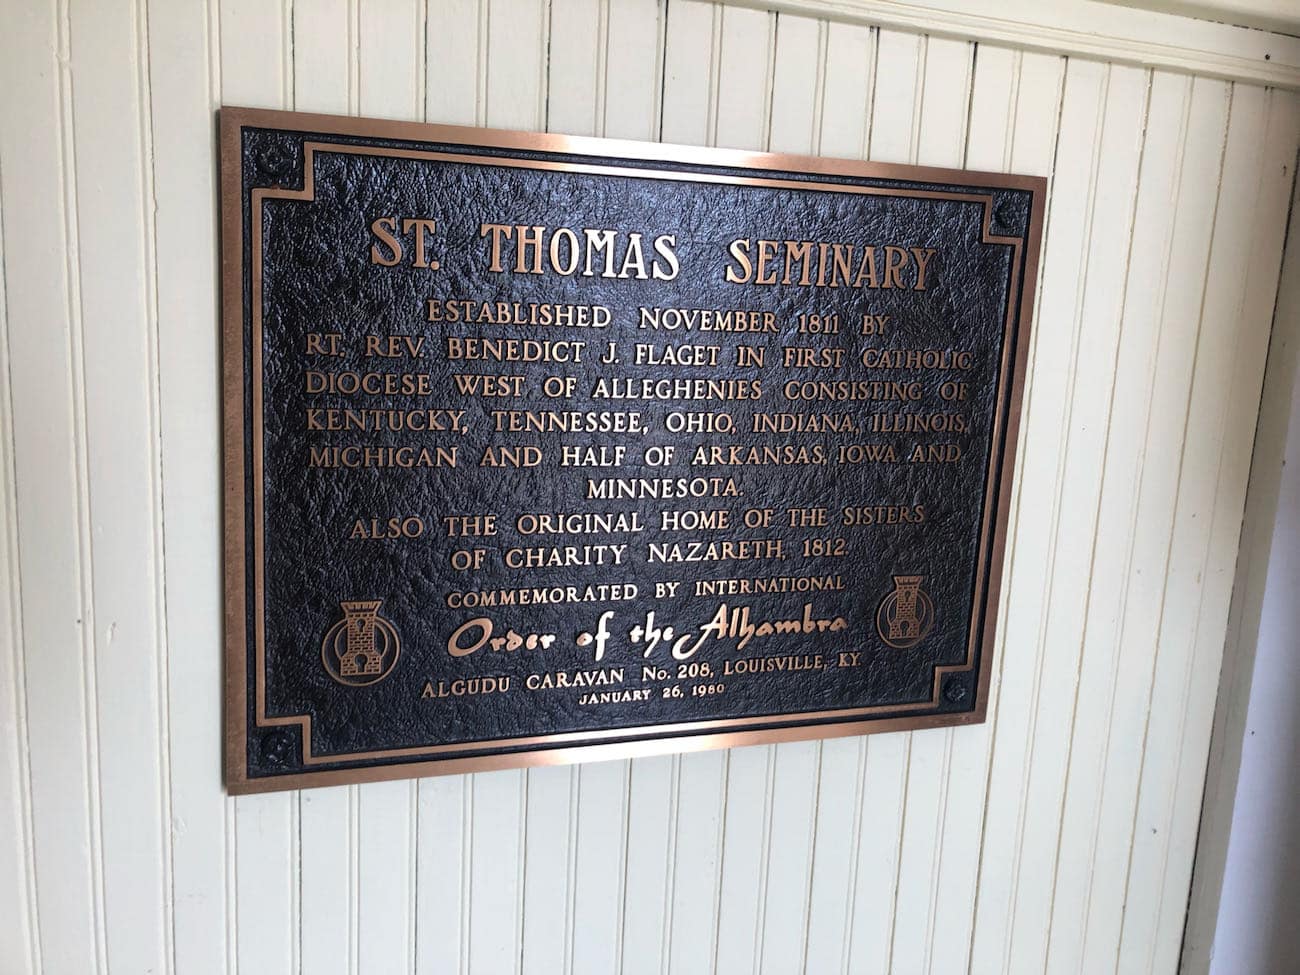 ST. THOMAS SEMINARY
ESTABLISHED NOVEMBER 1811 BY
RT. REV. BENEDICT J. FLAGET IN FIRST CATHOLIC
DIOCESE WEST OF ALLEGHENIES CONSISTING OF
KENTUCKY, TENNESSEE, OHIO, INDIANA, ILLINOIS,
MICHIGAN AND HALF OF ARKANSAS, IOWA AND
MINNESOTA.
ALSO THE ORIGINAL HOME OF THE SISTERS
OF CHARITY NAZARETH, 1812.
COMMEMORATED BY INTERNATIONAL
Order of the Alhambra
ALGUDU CARAVAN No. 208, LOUISVILLE, KY.
JANUARY 26, 1980